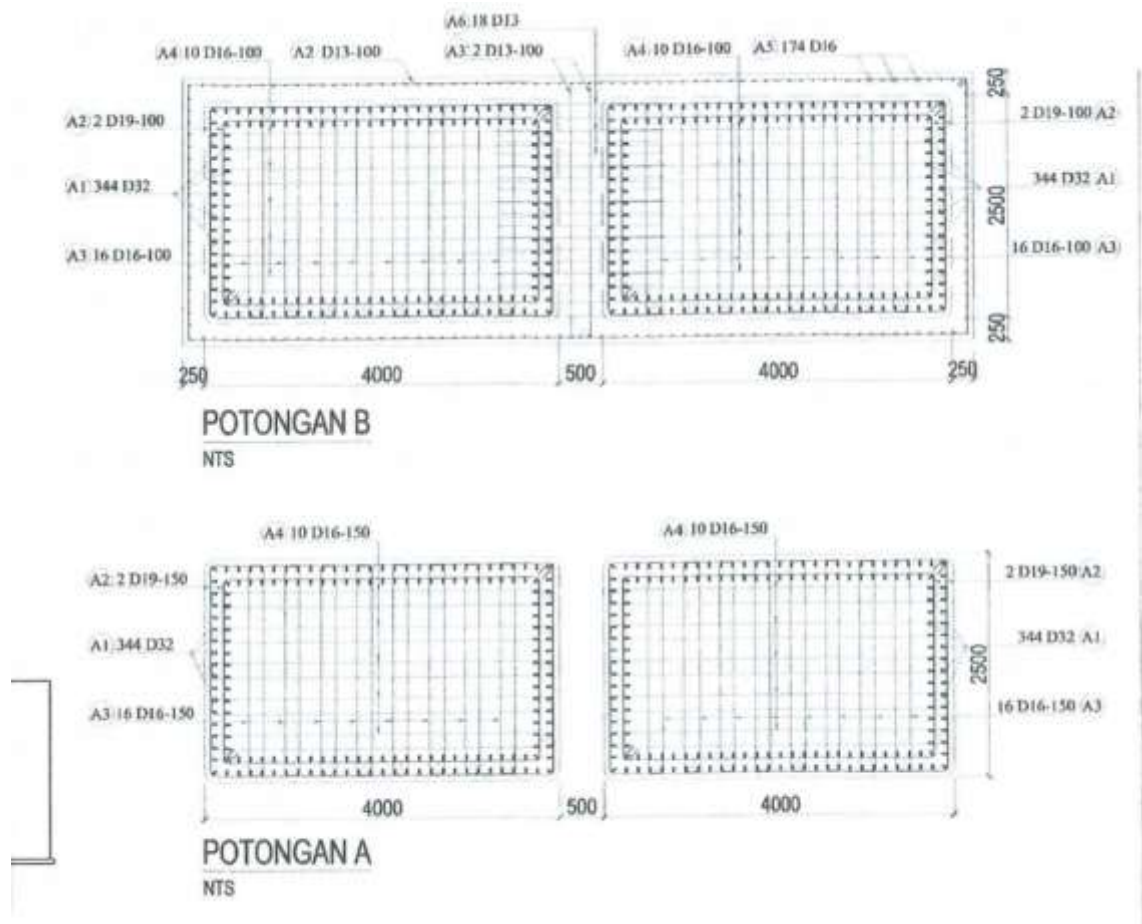 A6 18 D13
A4 10 D16-100 A2 D13-100 A3 2 D13-100 A4 10 D16-100 A5 174 D16
250
A2 2 D19-100 2 D19-100 A2
A1 344 D32 344 D32 A1
2500
A3 16 D16-100 16 D16-100 A3
250
250 4000 500 4000 250
POTONGAN B
NTS
A4 10 D16-150 A4 10 D16-150
A2 2 D19-150 2 D19-150 A2
A1 344 D32 344 D32 A1
2500
A3 16 D16-150 16 D16-150 A3
4000 500 4000
POTONGAN A
NTS